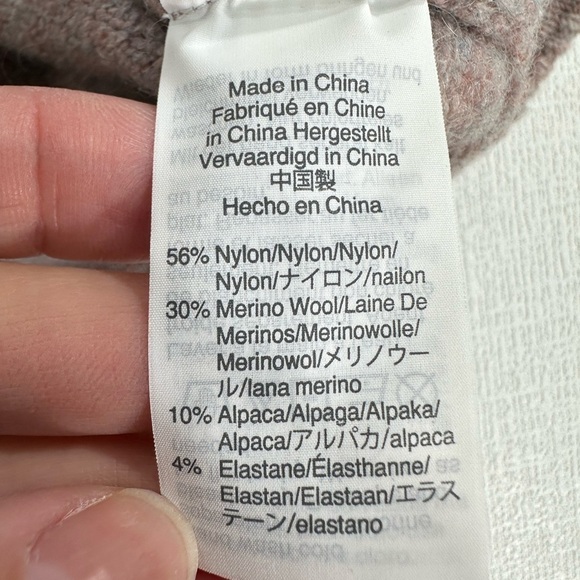 Made in China
Fabriqué en Chine
in China Hergestellt
Vervaardigd in China
中国製
Hecho en China
56% Nylon/Nylon/Nylon/
Nylon/ナイロン/nailon
30% Merino Wool/Laine De
Merinos/Merinowolle/
Merinowol/メリノウー
ル/lana merino
10% Alpaca/Alpaga/Alpaka/
Alpaca/アルパカ/alpaca
4% Elastane/Élasthanne/
Elastan/Elastaan/エラス
テーン/elastano